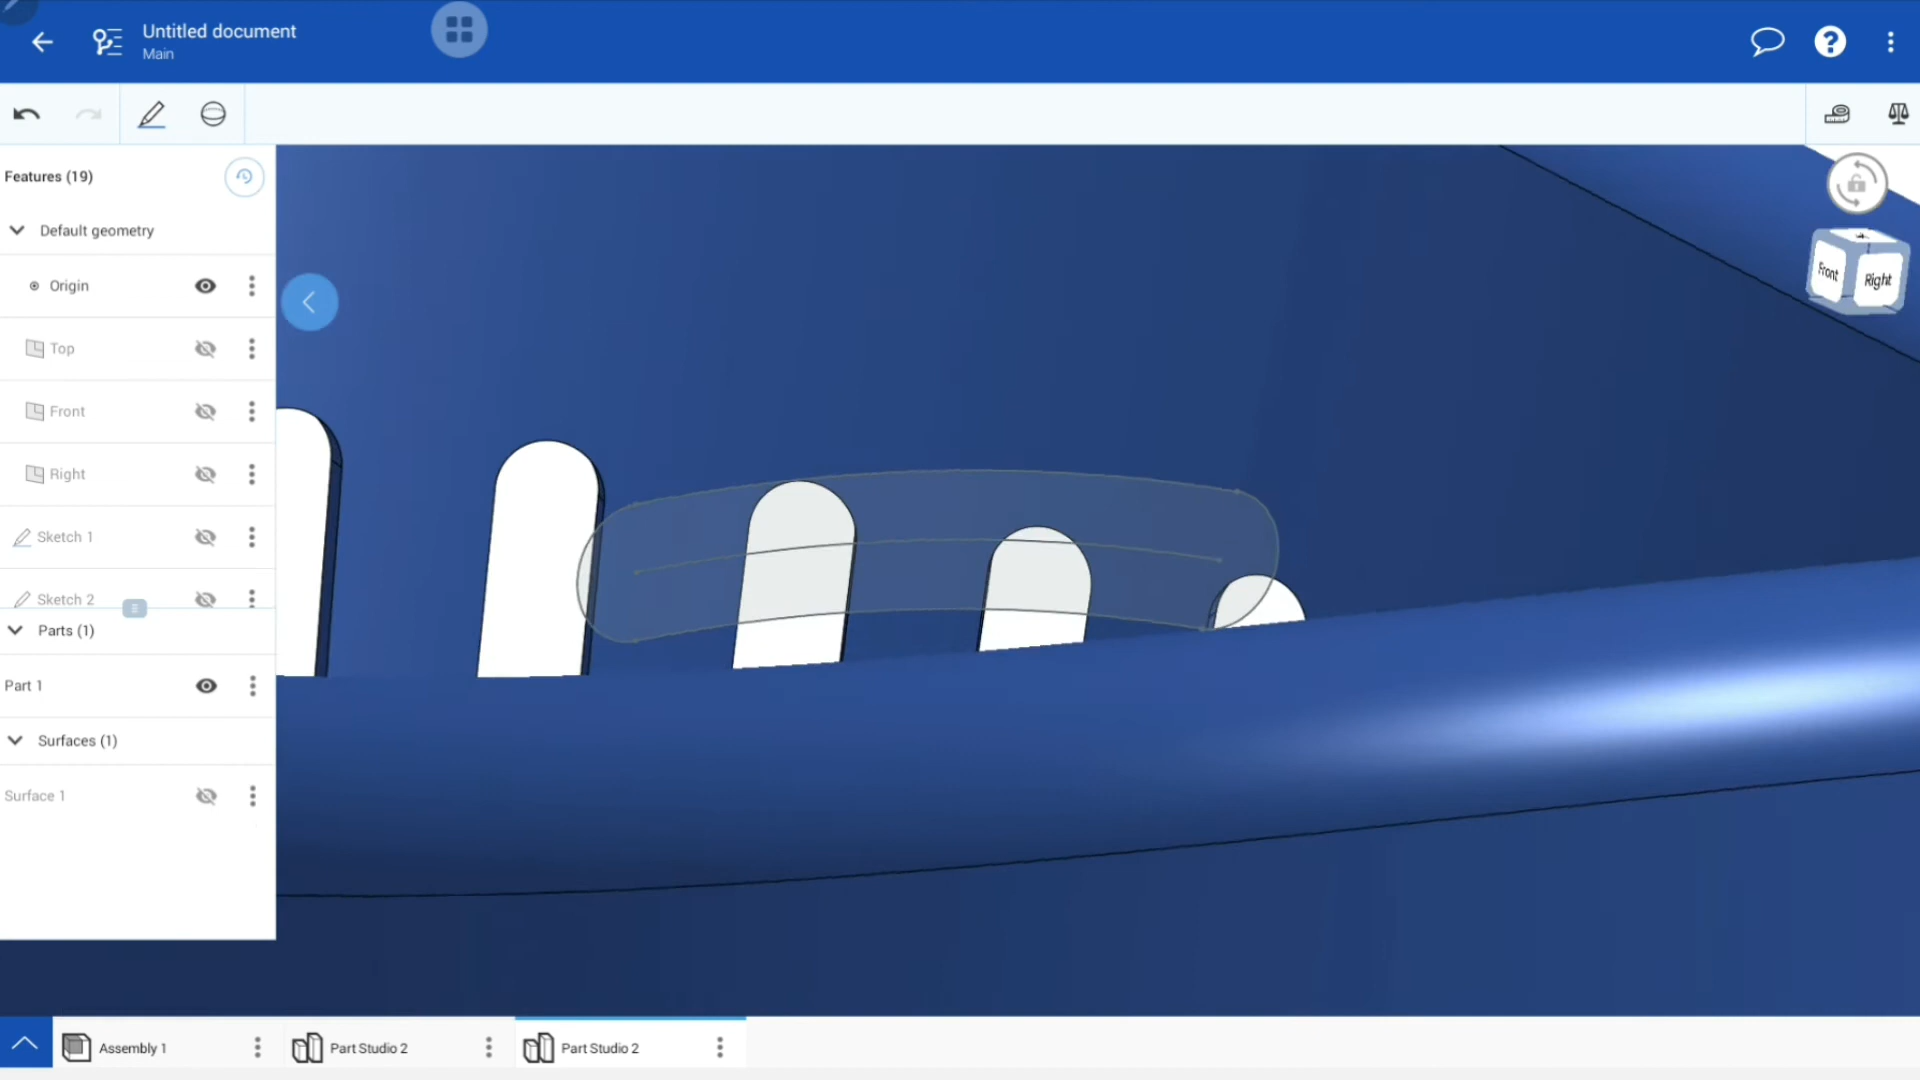 Untitled document
Main
Features (19)
Default geometry
Origin
Top
Front
Right
Sketch 1
Sketch 2
Parts (1)
Part 1
Surfaces (1)
Surface 1
Front
Right
Assembly 1
Part Studio 2
Part Studio 2